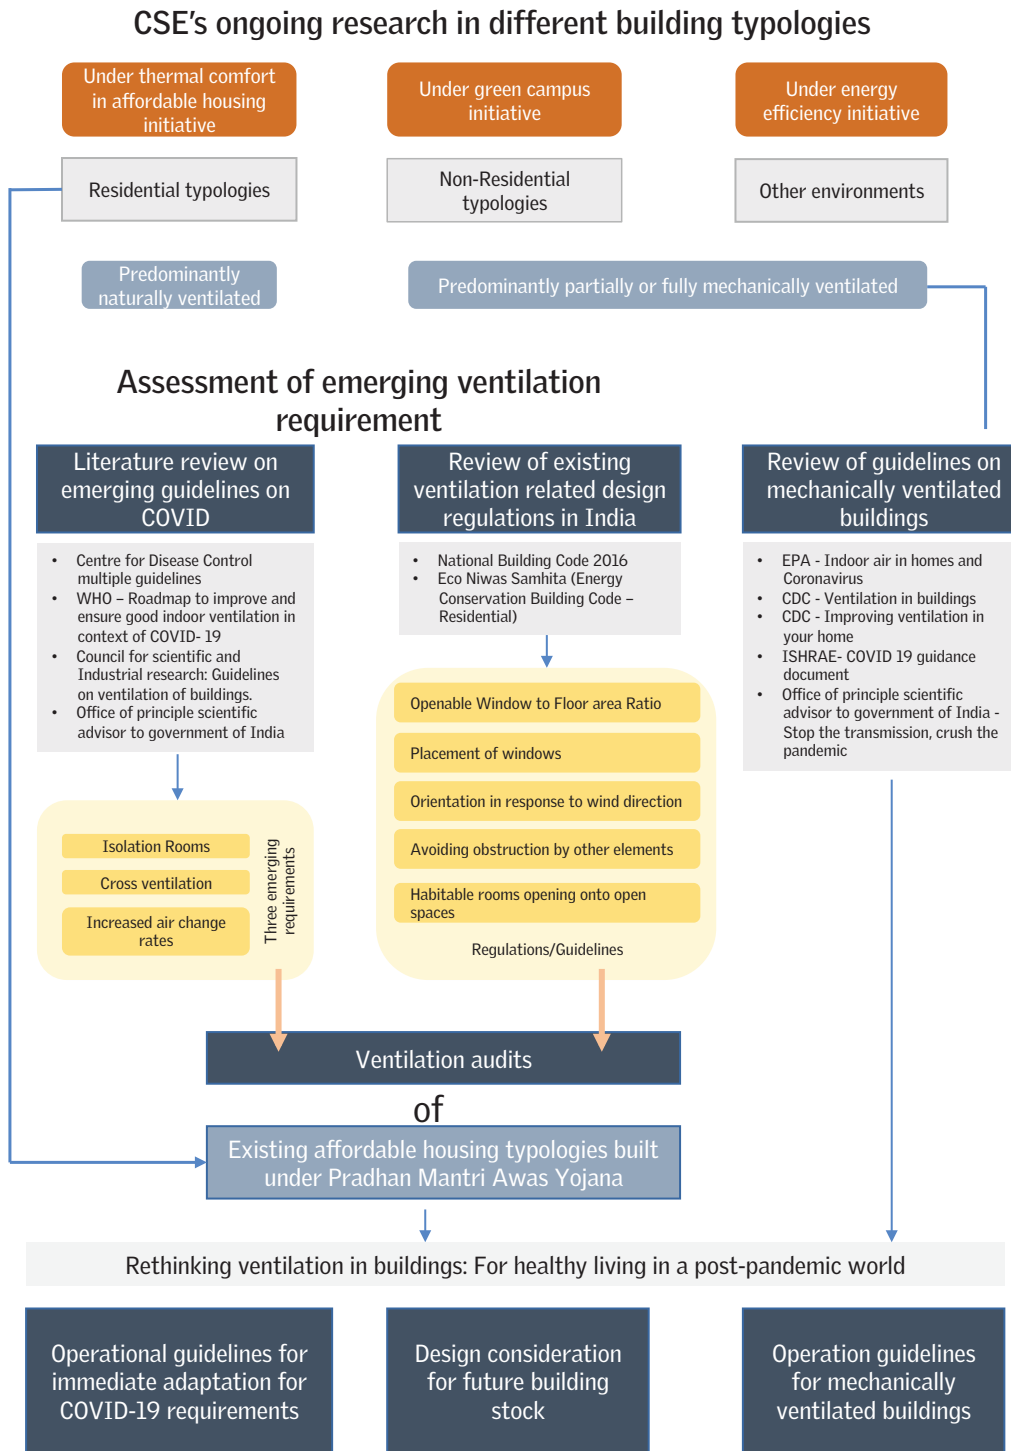 CSE's ongoing research in different building typologies
Under thermal comfort
in affordable housing
initiative
Under green campus
initiative
Under energy
efficiency initiative
Residential typologies
Non-Residential
typologies
Other environments
Predominantly
naturally ventilated
Predominantly partially or fully mechanically ventilated
Assessment of emerging ventilation
requirement
Literature review on
emerging guidelines on
COVID
• Centre for Disease Control
multiple guidelines
• WHO – Roadmap to improve and
ensure good indoor ventilation in
context of COVID- 19
• Council for scientific and
Industrial research: Guidelines
on ventilation of buildings.
• Office of principle scientific
advisor to government of India
Isolation Rooms
Cross ventilation
Increased air change
rates
Three emerging
requirements
Review of existing
ventilation related design
regulations in India
• National Building Code 2016
• Eco Niwas Samhita (Energy
Conservation Building Code –
Residential)
Openable Window to Floor area Ratio
Placement of windows
Orientation in response to wind direction
Avoiding obstruction by other elements
Habitable rooms opening onto open
spaces
Regulations/Guidelines
Review of guidelines on
mechanically ventilated
buildings
• EPA - Indoor air in homes and
Coronavirus
• CDC - Ventilation in buildings
• CDC - Improving ventilation in
your home
• ISHRAE- COVID 19 guidance
document
• Office of principle scientific
advisor to government of India -
Stop the transmission, crush the
pandemic
Ventilation audits
of
Existing affordable housing typologies built
under Pradhan Mantri Awas Yojana
Rethinking ventilation in buildings: For healthy living in a post-pandemic world
Operational guidelines for
immediate adaptation for
COVID-19 requirements
Design consideration
for future building
stock
Operation guidelines
for mechanically
ventilated buildings